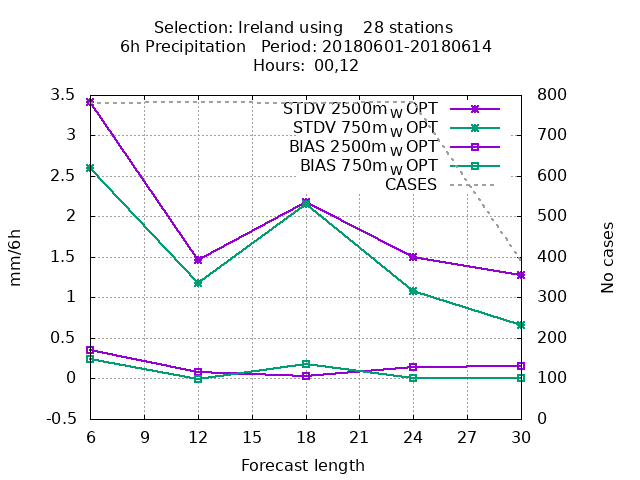 Selection: Ireland using    28 stations
6h Precipitation   Period: 20180601-20180614
Hours:  00,12
STDV 2500m_W OPT
STDV 750m_W OPT
BIAS 2500m_W OPT
BIAS 750m_W OPT
CASES
3.5
3
2.5
2
1.5
1
0.5
0
-0.5
mm/6h
800
700
600
500
400
300
200
100
0
No cases
6 9 12 15 18 21 24 27 30
Forecast length